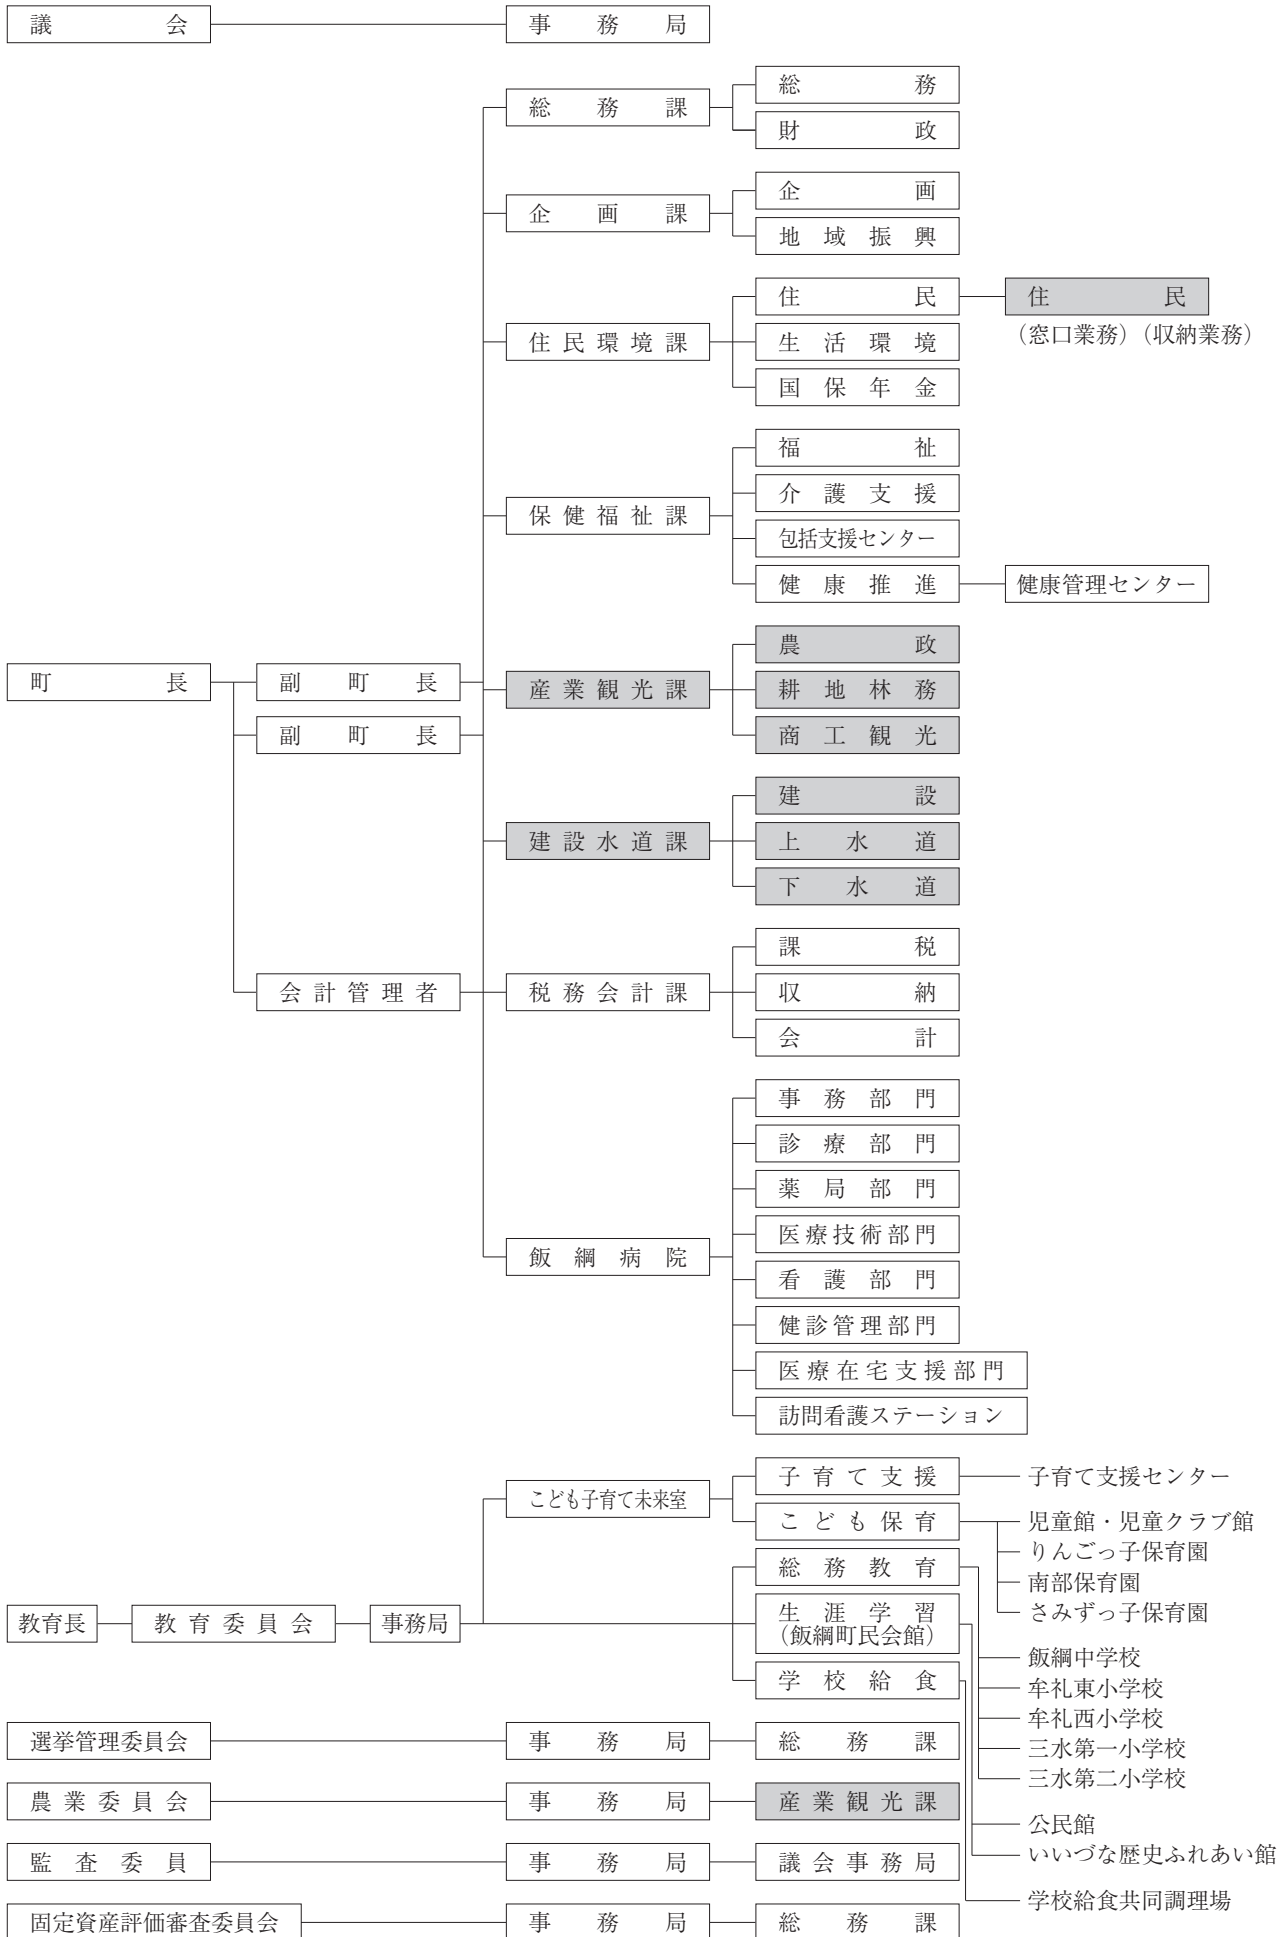 議会
事務局
総務課
総務
財政
企画課
企画
地域振興
住民環境課
住民
住民
（窓口業務）（収納業務）
生活環境
国保年金
保健福祉課
福祉
介護支援
包括支援センター
健康推進
健康管理センター
町長
副町長
副町長
会計管理者
産業観光課
農政
耕地林務
商工観光
建設水道課
建設
上水道
下水道
税務会計課
課税
収納
会計
飯綱病院
事務部門
診療部門
薬局部門
医療技術部門
看護部門
健診管理部門
医療在宅支援部門
訪問看護ステーション
教育長
教育委員会
事務局
こども子育て未来室
子育て支援
子育て支援センター
こども保育
児童館・児童クラブ館
りんごっ子保育園
南部保育園
さみずっ子保育園
総務教育
飯綱中学校
牟礼東小学校
牟礼西小学校
三水第一小学校
三水第二小学校
生涯学習
（飯綱町民会館）
公民館
いいづな歴史ふれあい館
学校給食
学校給食共同調理場
選挙管理委員会
事務局
総務課
農業委員会
事務局
産業観光課
監査委員
事務局
議会事務局
固定資産評価審査委員会
事務局
総務課